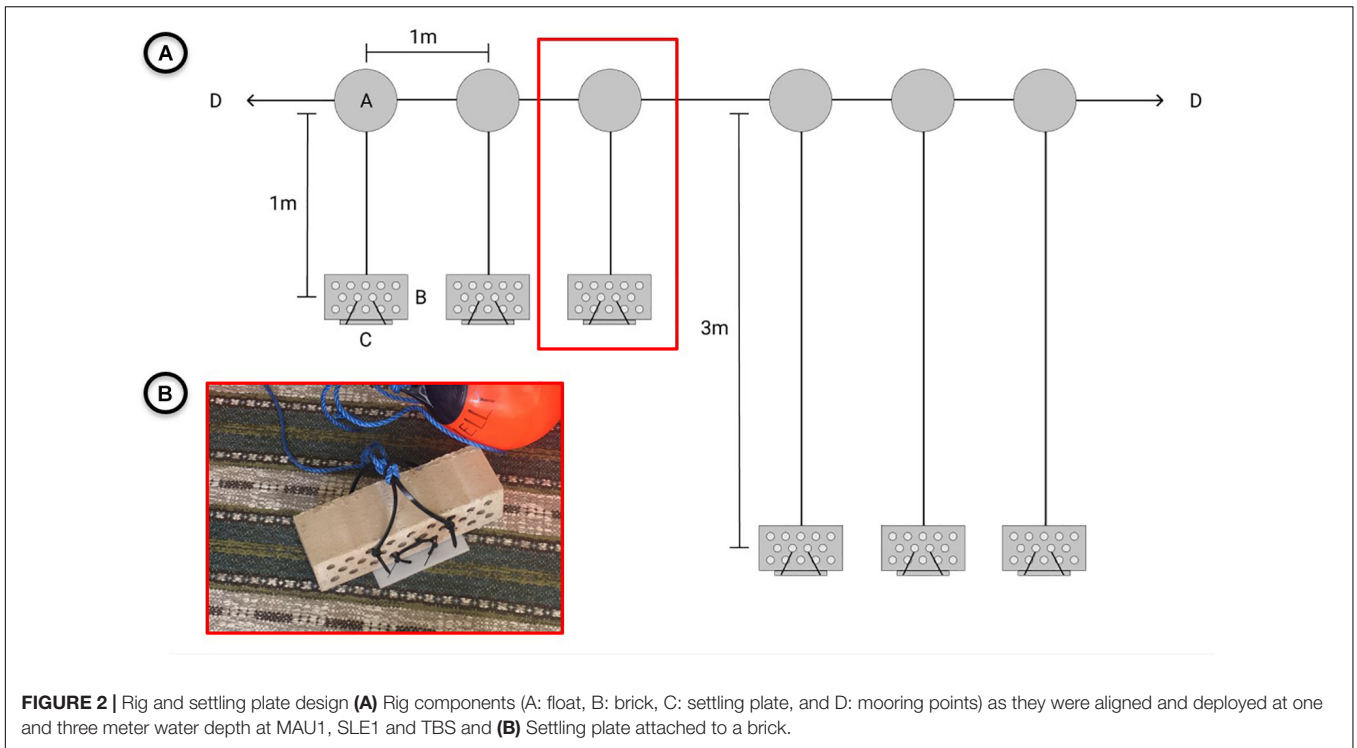 A
1m
D
A
D
1m
B
C
3m
B
ELL
FIGURE 2 | Rig and settling plate design (A) Rig components (A: float, B: brick, C: settling plate, and D: mooring points) as they were aligned and deployed at one
and three meter water depth at MAU1, SLE1 and TBS and (B) Settling plate attached to a brick.